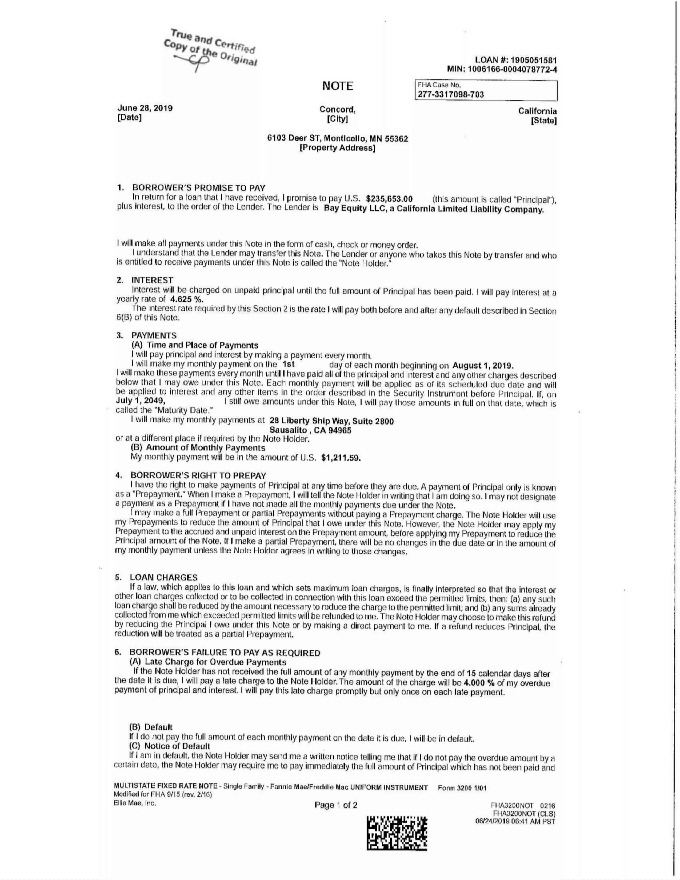 True and Certified
Copy of the Original
LOAN #: 1905051581
MIN: 1006166-0004078772-4
NOTE
FHA Case No.
277-3317098-703
June 28, 2019
[Date]
Concord,
[City]
California
[State]
6103 Deer ST, Monticello, MN 55362
[Property Address]
1. BORROWER'S PROMISE TO PAY
In return for a loan that I have received, I promise to pay U.S. $235,653.00 (this amount is called "Principal"),
plus interest, to the order of the Lender. The Lender is Bay Equity LLC, a California Limited Liability Company.
I will make all payments under this Note in the form of cash, check or money order.
I understand that the Lender may transfer this Note. The Lender or anyone who takes this Note by transfer and who
is entitled to receive payments under this Note is called the "Note Holder."
2. INTEREST
Interest will be charged on unpaid principal until the full amount of Principal has been paid. I will pay interest at a
yearly rate of 4.625 %.
The interest rate required by this Section 2 is the rate I will pay both before and after any default described in Section
6(B) of this Note.
3. PAYMENTS
(A) Time and Place of Payments
I will pay principal and interest by making a payment every month.
I will make my monthly payment on the 1st day of each month beginning on August 1, 2019.
I will make these payments every month until I have paid all of the principal and interest and any other charges described
below that I may owe under this Note. Each monthly payment will be applied as of its scheduled due date and will
be applied to interest and any other items in the order described in the Security Instrument before Principal. If, on
July 1, 2049, I still owe amounts under this Note, I will pay those amounts in full on that date, which is
called the "Maturity Date."
I will make my monthly payments at 28 Liberty Ship Way, Suite 2800
Sausalito , CA 94965
or at a different place if required by the Note Holder.
(B) Amount of Monthly Payments
My monthly payment will be in the amount of U.S. $1,211.59.
4. BORROWER'S RIGHT TO PREPAY
I have the right to make payments of Principal at any time before they are due. A payment of Principal only is known
as a "Prepayment." When I make a Prepayment, I will tell the Note Holder in writing that I am doing so. I may not designate
a payment as a Prepayment if I have not made all the monthly payments due under the Note.
I may make a full Prepayment or partial Prepayments without paying a Prepayment charge. The Note Holder will use
my Prepayments to reduce the amount of Principal that I owe under this Note. However, the Note Holder may apply my
Prepayment to the accrued and unpaid interest on the Prepayment amount, before applying my Prepayment to reduce the
Principal amount of the Note. If I make a partial Prepayment, there will be no changes in the due date or in the amount of
my monthly payment unless the Note Holder agrees in writing to those changes.
5. LOAN CHARGES
If a law, which applies to this loan and which sets maximum loan charges, is finally interpreted so that the interest or
other loan charges collected or to be collected in connection with this loan exceed the permitted limits, then: (a) any such
loan charge shall be reduced by the amount necessary to reduce the charge to the permitted limit; and (b) any sums already
collected from me which exceeded permitted limits will be refunded to me. The Note Holder may choose to make this refund
by reducing the Principal I owe under this Note or by making a direct payment to me. If a refund reduces Principal, the
reduction will be treated as a partial Prepayment.
6. BORROWER'S FAILURE TO PAY AS REQUIRED
(A) Late Charge for Overdue Payments
If the Note Holder has not received the full amount of any monthly payment by the end of 15 calendar days after
the date it is due, I will pay a late charge to the Note Holder. The amount of the charge will be 4.000 % of my overdue
payment of principal and interest. I will pay this late charge promptly but only once on each late payment.
(B) Default
If I do not pay the full amount of each monthly payment on the date it is due, I will be in default.
(C) Notice of Default
If I am in default, the Note Holder may send me a written notice telling me that if I do not pay the overdue amount by a
certain date, the Note Holder may require me to pay immediately the full amount of Principal which has not been paid and
MULTISTATE FIXED RATE NOTE - Single Family - Fannie Mae/Freddie Mac UNIFORM INSTRUMENT Form 3200 1/01
Modified for FHA 9/15 (rev. 2/16)
Ellie Mae, Inc.
Page 1 of 2
FHA3200NOT 0216
FHA3200NOT (CLS)
06/24/2019 06:41 AM PST